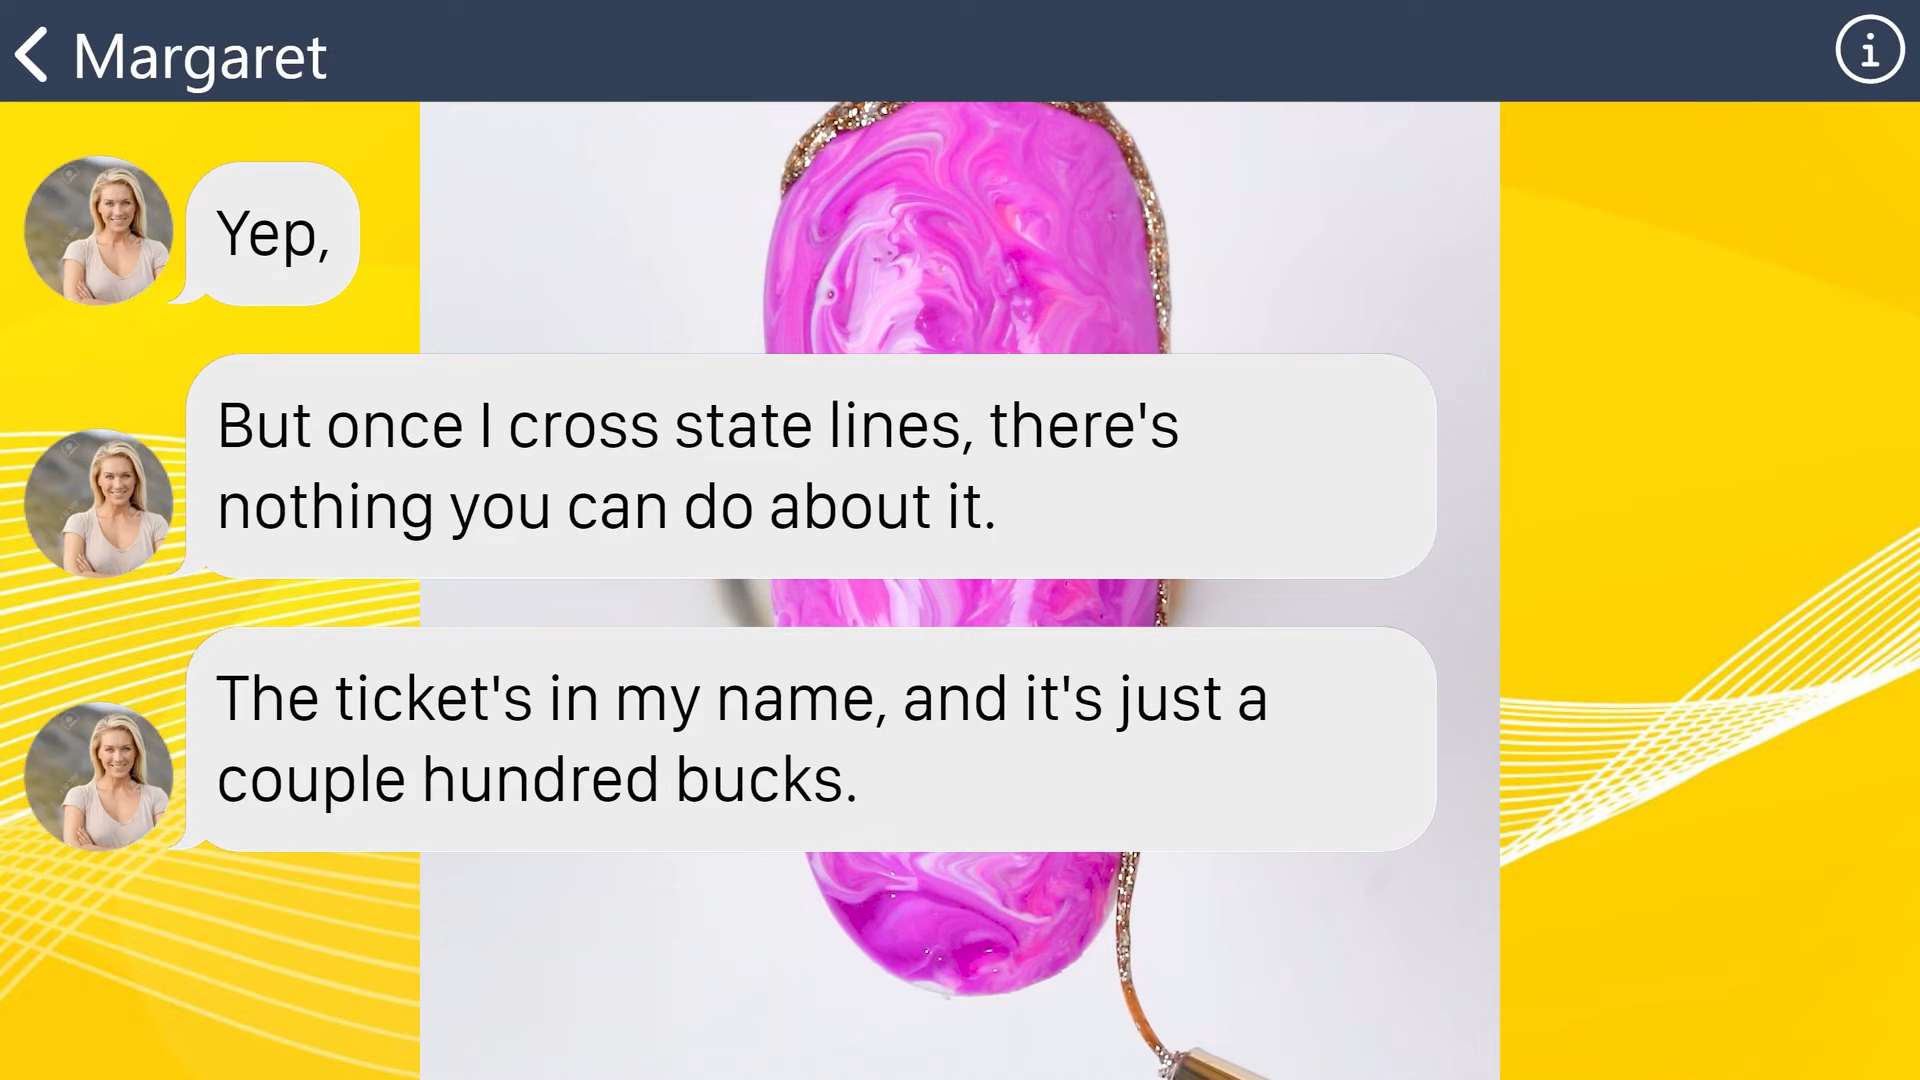 Margaret
Yep,
But once I cross state lines, there's
nothing you can do about it.
The ticket's in my name, and it's just a
couple hundred bucks.